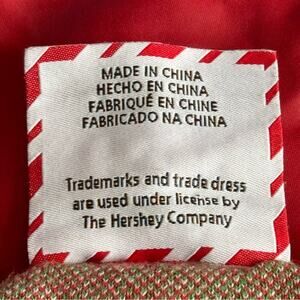 MADE IN CHINA
HECHO EN CHINA
FABRIQUÉ EN CHINE
FABRICADO NA CHINA
Trademarks and trade dress
are used under license by
The Hershey Company